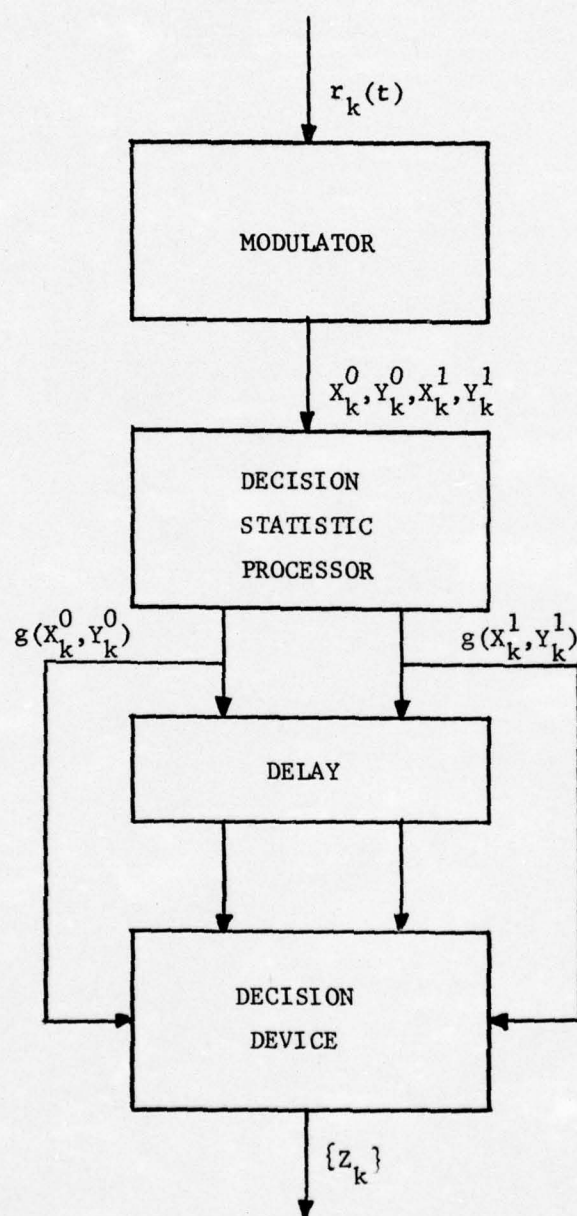 r_k(t)
MODULATOR
X_k^0,Y_k^0,X_k^1,Y_k^1
DECISION
STATISTIC
PROCESSOR
g(X_k^0,Y_k^0)
g(X_k^1,Y_k^1)
DELAY
DECISION
DEVICE
{Z_k}